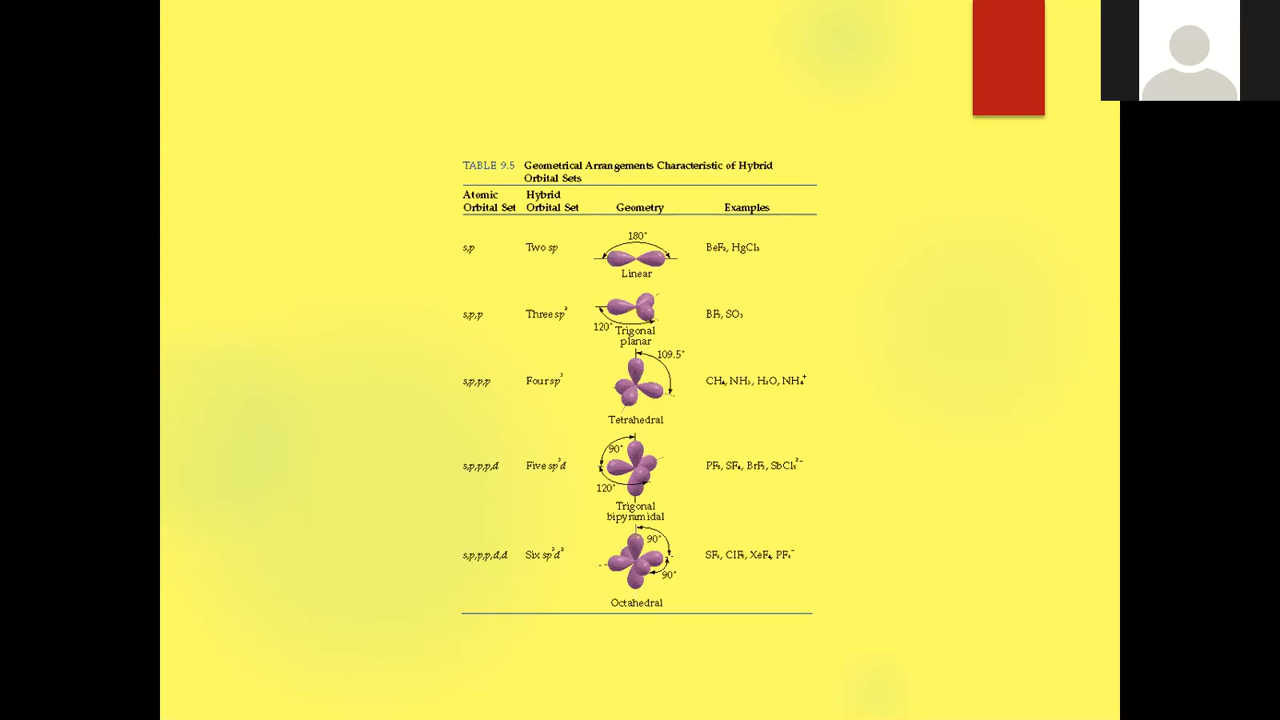 TABLE 9.5 Geometrical Arrangements Characteristic of Hybrid
Orbital Sets
Atomic Orbital Set Hybrid Orbital Set Geometry Examples
s,p Two sp 180° BeF₂, HgCl₂
Linear
s,p,p Three sp² BF₃, SO₃
120° Trigonal
planar
109.5°
s,p,p,p Four sp³ CH₄, NH₃, H₂O, NH₄⁺
Tetrahedral
90°
s,p,p,p,d Five sp³d PF₅, SF₄, BrF₃, SbCl₅²⁻
120°
Trigonal
bipyramidal
90°
s,p,p,p,d,d Six sp³d² SF₆, ClF₅, XeF₄, PF₆⁻
90°
Octahedral